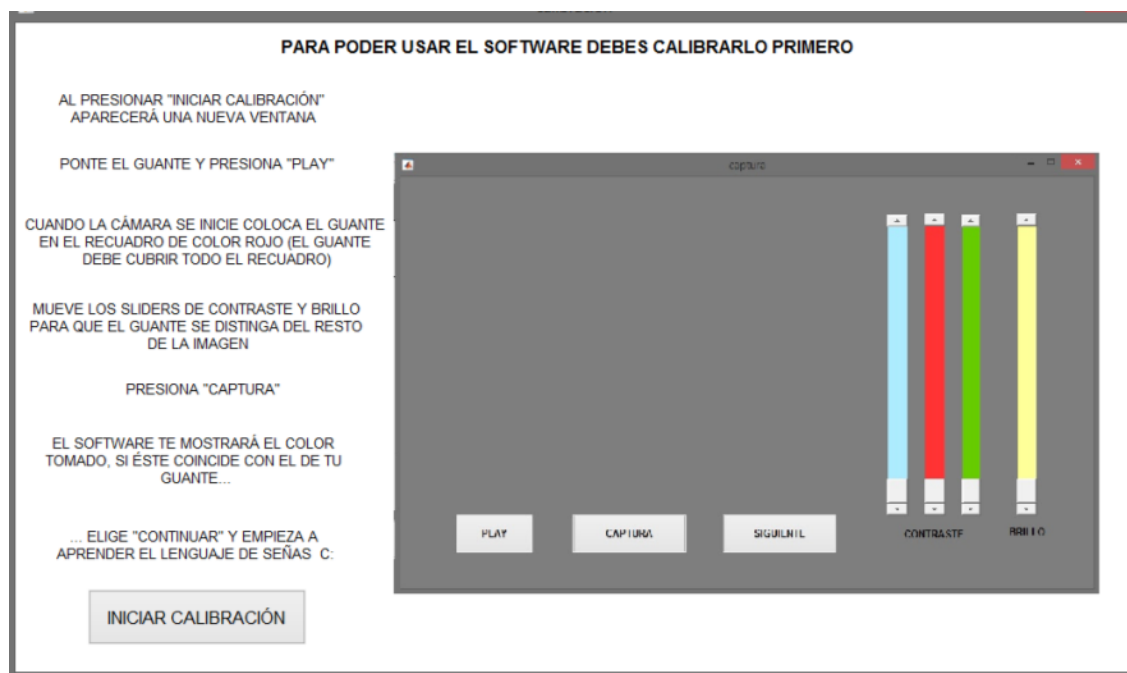 PARA PODER USAR EL SOFTWARE DEBES CALIBRARLO PRIMERO
AL PRESIONAR "INICIAR CALIBRACIÓN"
APARECERÁ UNA NUEVA VENTANA
PONTE EL GUANTE Y PRESIONA "PLAY"
CUANDO LA CÁMARA SE INICIE COLOCA EL GUANTE
EN EL RECUADRO DE COLOR ROJO (EL GUANTE
DEBE CUBRIR TODO EL RECUADRO)
MUEVE LOS SLIDERS DE CONTRASTE Y BRILLO
PARA QUE EL GUANTE SE DISTINGA DEL RESTO
DE LA IMAGEN
PRESIONA "CAPTURA"
EL SOFTWARE TE MOSTRARÁ EL COLOR
TOMADO, SI ÉSTE COINCIDE CON EL DE TU
GUANTE...
... ELIGE "CONTINUAR" Y EMPIEZA A
APRENDER EL LENGUAJE DE SEÑAS C:
INICIAR CALIBRACIÓN
captura
PLAY
CAPTURA
SIGUIENTE
CONTRASTE
BRILLO